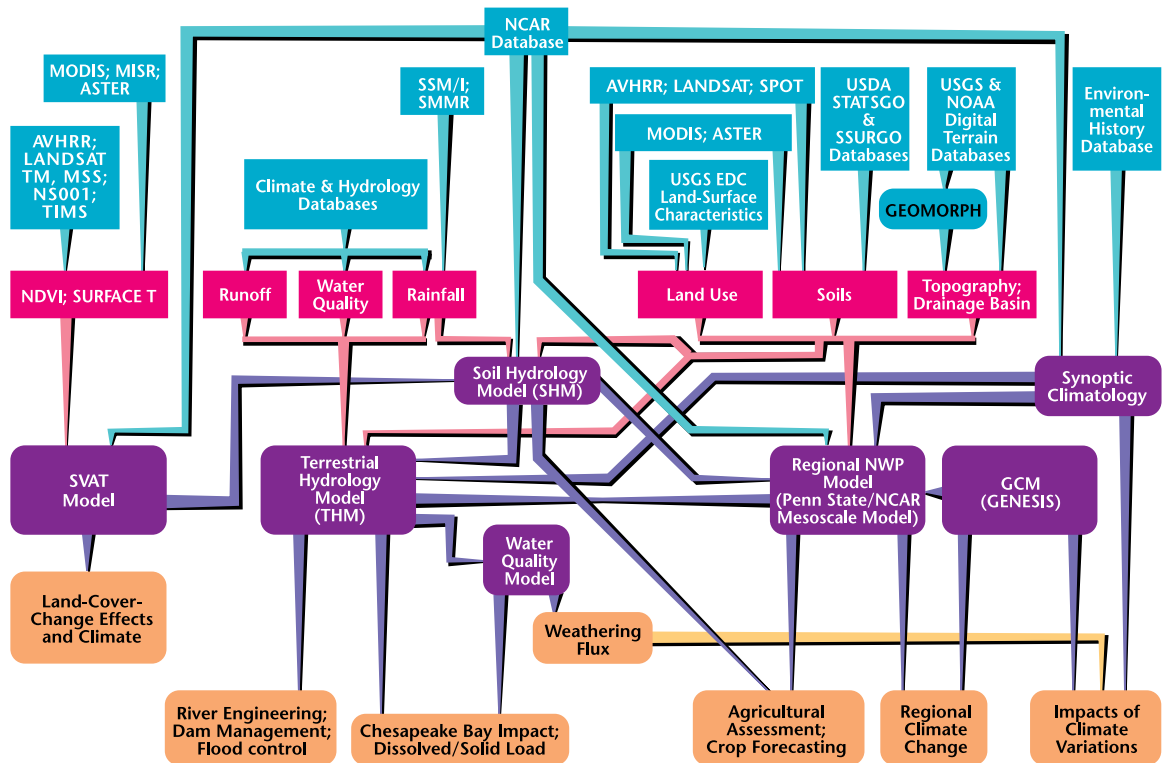 NCAR
Database
MODIS; MISR;
ASTER
SSM/I;
SMMR
AVHRR; LANDSAT; SPOT
USDA
STATSGO
&
SSURGO
Databases
USGS &
NOAA
Digital
Terrain
Databases
Environ-
mental
History
Database
AVHRR;
LANDSAT
TM, MSS;
NS001;
TIMS
MODIS; ASTER
Climate & Hydrology
Databases
USGS EDC
Land-Surface
Characteristics
GEOMORPH
NDVI; SURFACE T
Runoff
Water
Quality
Rainfall
Land Use
Soils
Topography;
Drainage Basin
Soil Hydrology
Model (SHM)
Synoptic
Climatology
SVAT
Model
Terrestrial
Hydrology
Model
(THM)
Regional NWP
Model
(Penn State/NCAR
Mesoscale Model)
GCM
(GENESIS)
Water
Quality
Model
Land-Cover-
Change Effects
and Climate
Weathering
Flux
River Engineering;
Dam Management;
Flood control
Chesapeake Bay Impact;
Dissolved/Solid Load
Agricultural
Assessment;
Crop Forecasting
Regional
Climate
Change
Impacts of
Climate
Variations